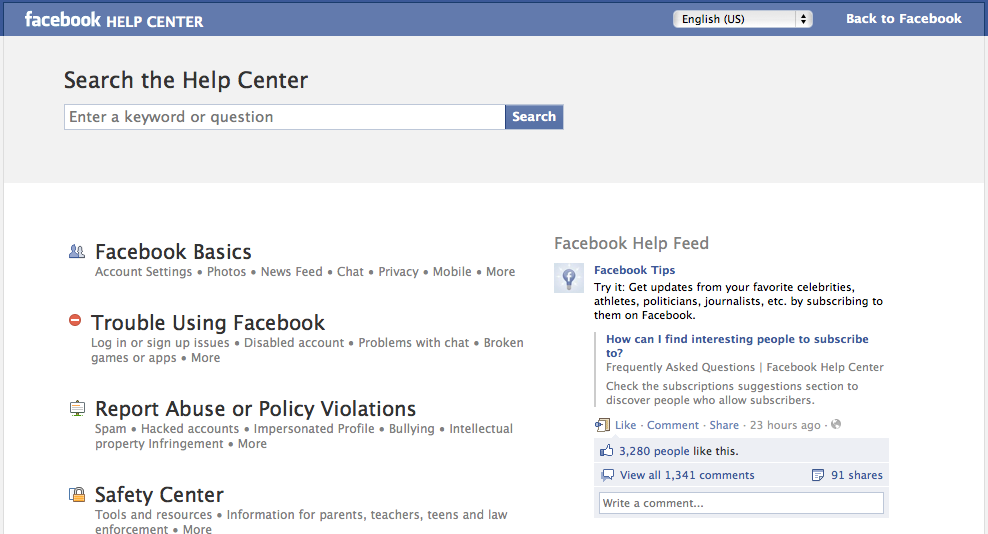 facebook HELP CENTER
English (US)
Back to Facebook
Search the Help Center
Enter a keyword or question
Search
Facebook Basics
Account Settings • Photos • News Feed • Chat • Privacy • Mobile • More
Trouble Using Facebook
Log in or sign up issues • Disabled account • Problems with chat • Broken
games or apps • More
Report Abuse or Policy Violations
Spam • Hacked accounts • Impersonated Profile • Bullying • Intellectual
property Infringement • More
Safety Center
Tools and resources • Information for parents, teachers, teens and law
enforcement • More
Facebook Help Feed
Facebook Tips
Try it: Get updates from your favorite celebrities,
athletes, politicians, journalists, etc. by subscribing to
them on Facebook.
How can I find interesting people to subscribe
to?
Frequently Asked Questions | Facebook Help Center
Check the subscriptions suggestions section to
discover people who allow subscribers.
Like · Comment · Share · 23 hours ago ·
3,280 people like this.
View all 1,341 comments
91 shares
Write a comment...